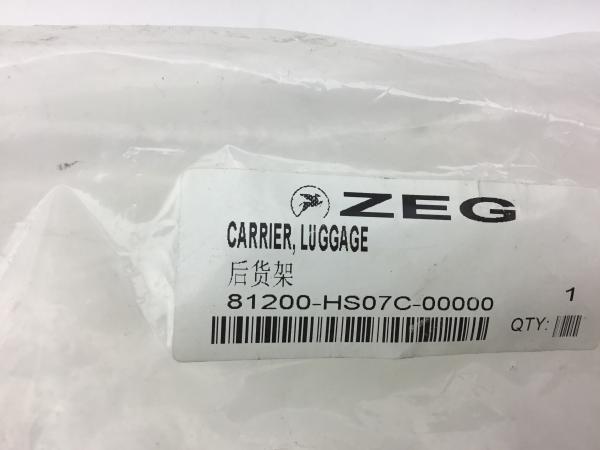 ZEG
CARRIER, LUGGAGE
后货架
81200-HS07C-00000
1
QTY: